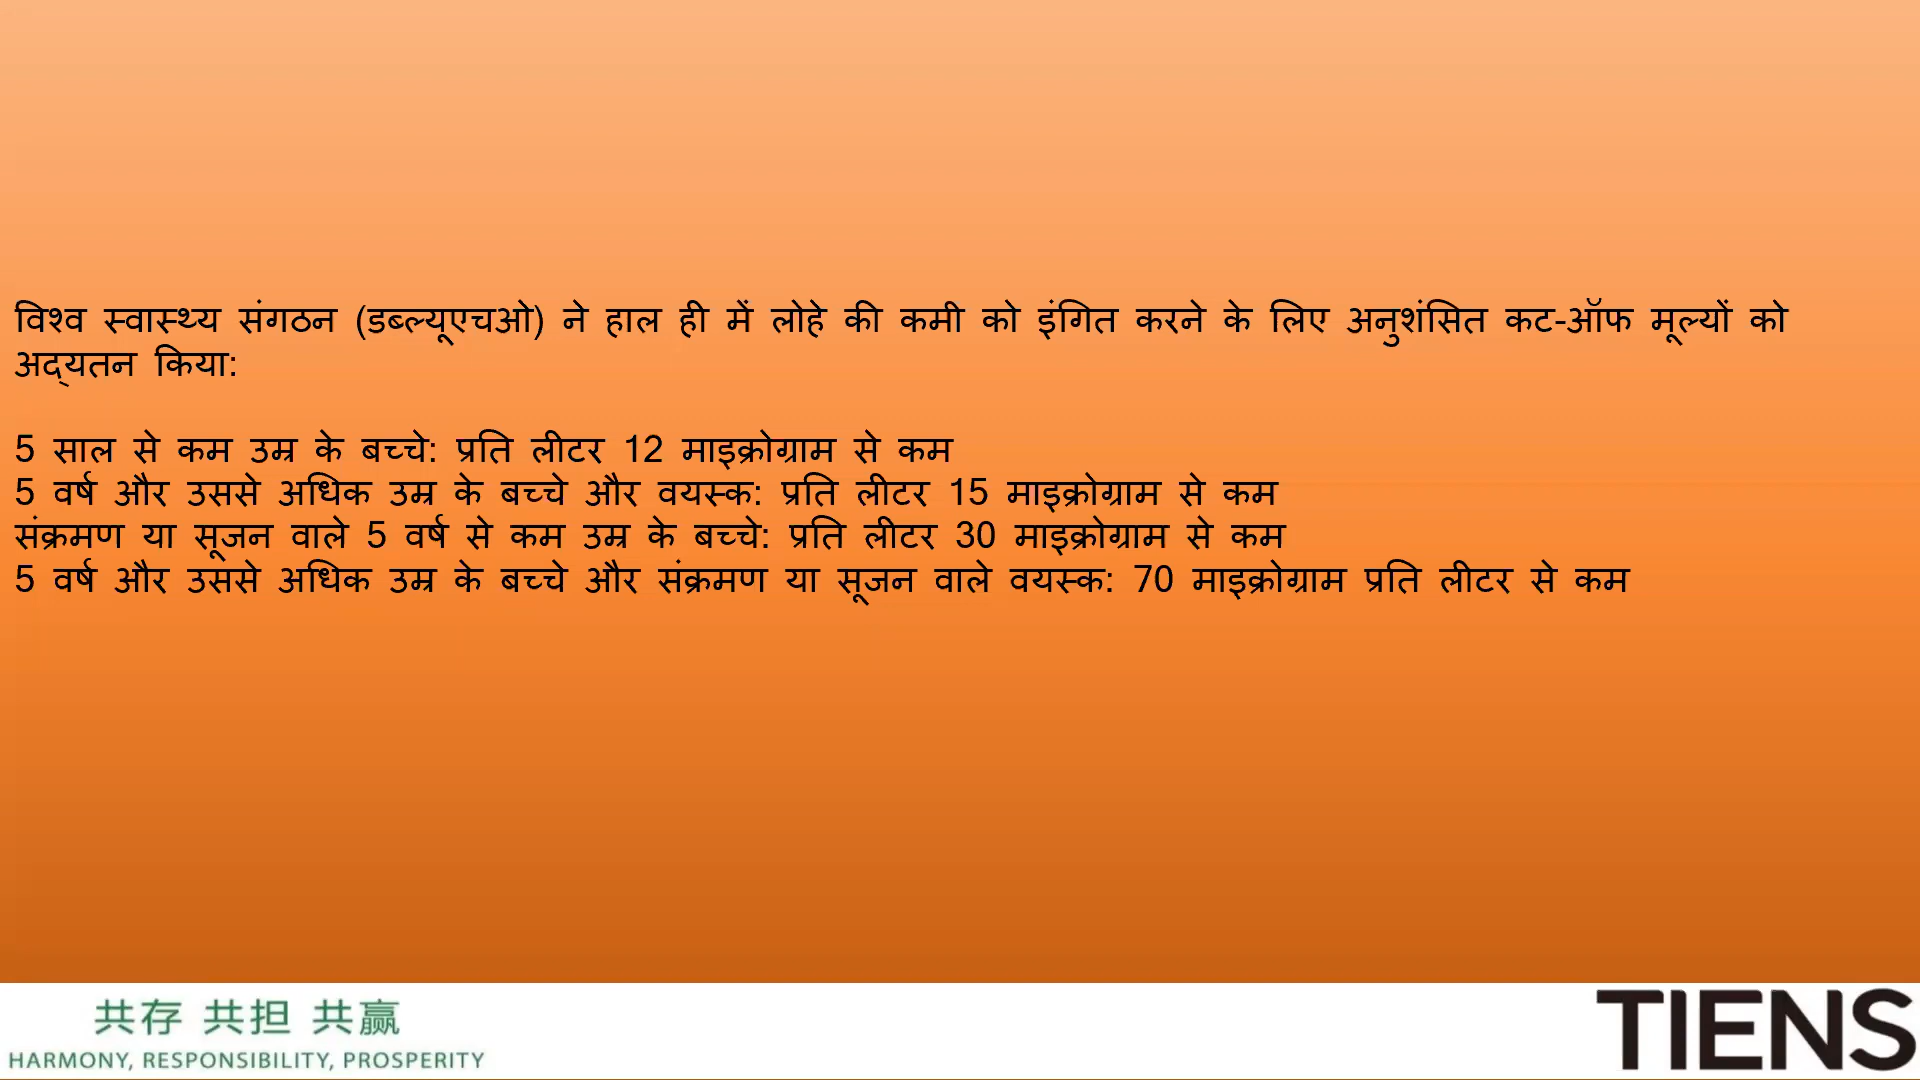 विश्व स्वास्थ्य संगठन (डब्ल्यूएचओ) ने हाल ही में लोहे की कमी को इंगित करने के लिए अनुशंसित कट-ऑफ मूल्यों को
अद्यतन किया:
5 साल से कम उम्र के बच्चे: प्रति लीटर 12 माइक्रोग्राम से कम
5 वर्ष और उससे अधिक उम्र के बच्चे और वयस्क: प्रति लीटर 15 माइक्रोग्राम से कम
संक्रमण या सूजन वाले 5 वर्ष से कम उम्र के बच्चे: प्रति लीटर 30 माइक्रोग्राम से कम
5 वर्ष और उससे अधिक उम्र के बच्चे और संक्रमण या सूजन वाले वयस्क: 70 माइक्रोग्राम प्रति लीटर से कम
共存 共担 共赢
HARMONY, RESPONSIBILITY, PROSPERITY
TIENS